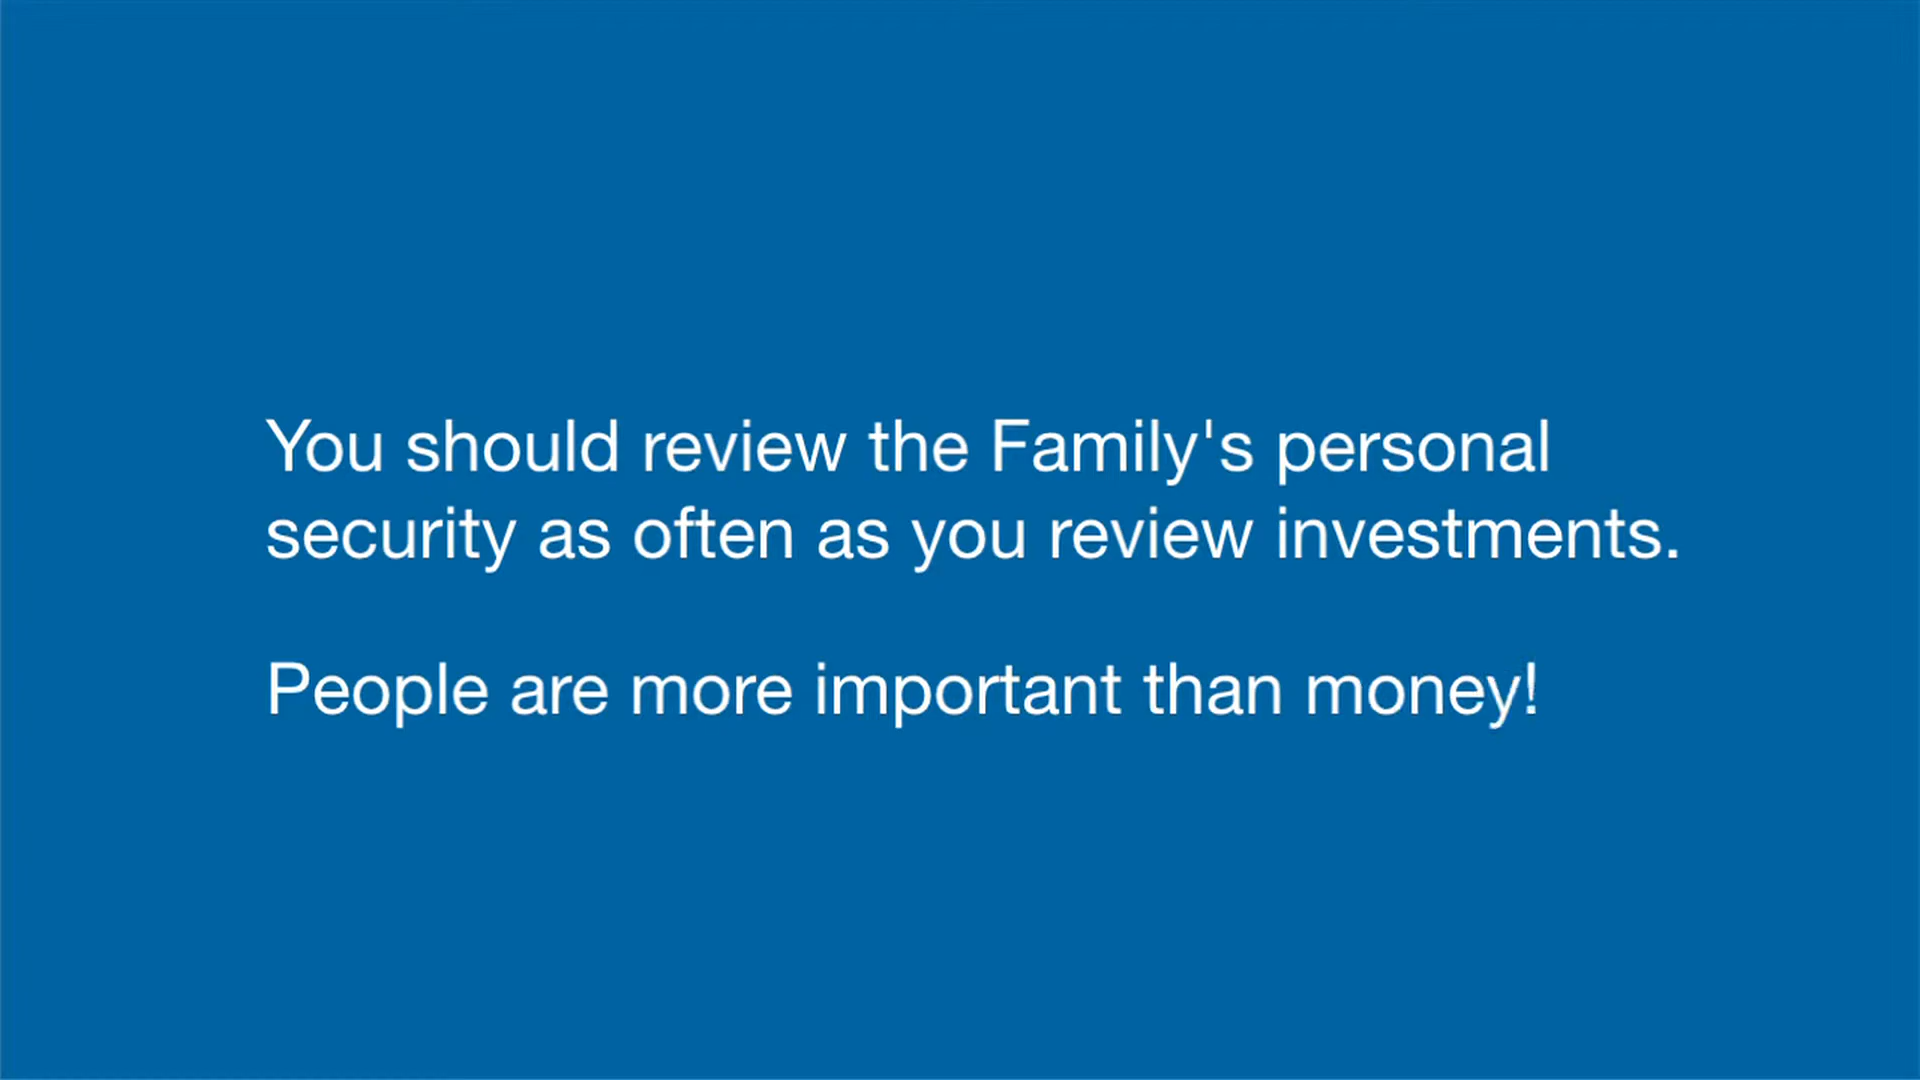 You should review the Family's personal
security as often as you review investments.
People are more important than money!